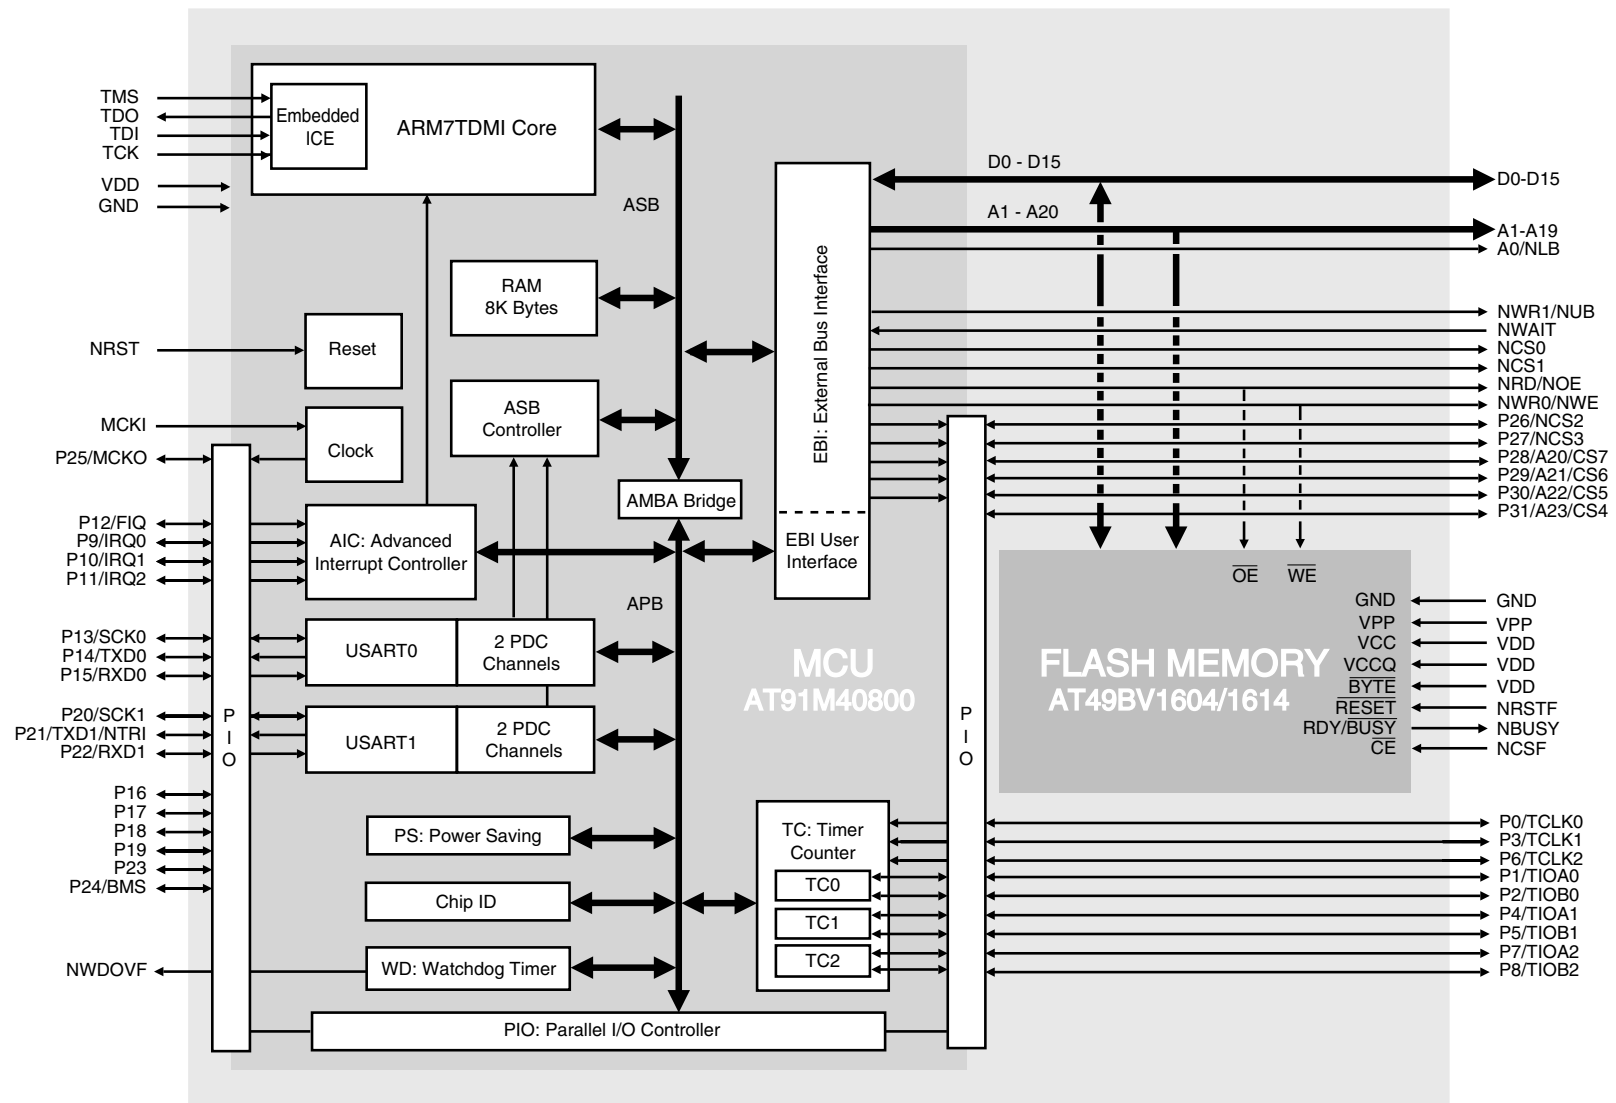 TMS
TDO
TDI
TCK
VDD
GND
NRST
MCKI
P25/MCKO
P12/FIQ
P9/IRQ0
P10/IRQ1
P11/IRQ2
P13/SCK0
P14/TXD0
P15/RXD0
P20/SCK1
P21/TXD1/NTRI
P22/RXD1
P16
P17
P18
P19
P23
P24/BMS
NWDOVF
P
I
O
Embedded
ICE
ARM7TDMI Core
ASB
RAM
8K Bytes
Reset
ASB
Controller
Clock
AMBA Bridge
AIC: Advanced
Interrupt Controller
APB
USART0
2 PDC
Channels
USART1
2 PDC
Channels
PS: Power Saving
Chip ID
WD: Watchdog Timer
PIO: Parallel I/O Controller
EBI: External Bus Interface
EBI User
Interface
MCU
AT91M40800
TC: Timer
Counter
TC0
TC1
TC2
P
I
O
D0 - D15
A1 - A20
OE
WE
FLASH MEMORY
AT49BV1604/1614
GND
VPP
VCC
VCCQ
BYTE
RESET
RDY/BUSY
CE
D0-D15
A1-A19
A0/NLB
NWR1/NUB
NWAIT
NCS0
NCS1
NRD/NOE
NWR0/NWE
P26/NCS2
P27/NCS3
P28/A20/CS7
P29/A21/CS6
P30/A22/CS5
P31/A23/CS4
GND
VPP
VDD
VDD
VDD
NRSTF
NBUSY
NCSF
P0/TCLK0
P3/TCLK1
P6/TCLK2
P1/TIOA0
P2/TIOB0
P4/TIOA1
P5/TIOB1
P7/TIOA2
P8/TIOB2